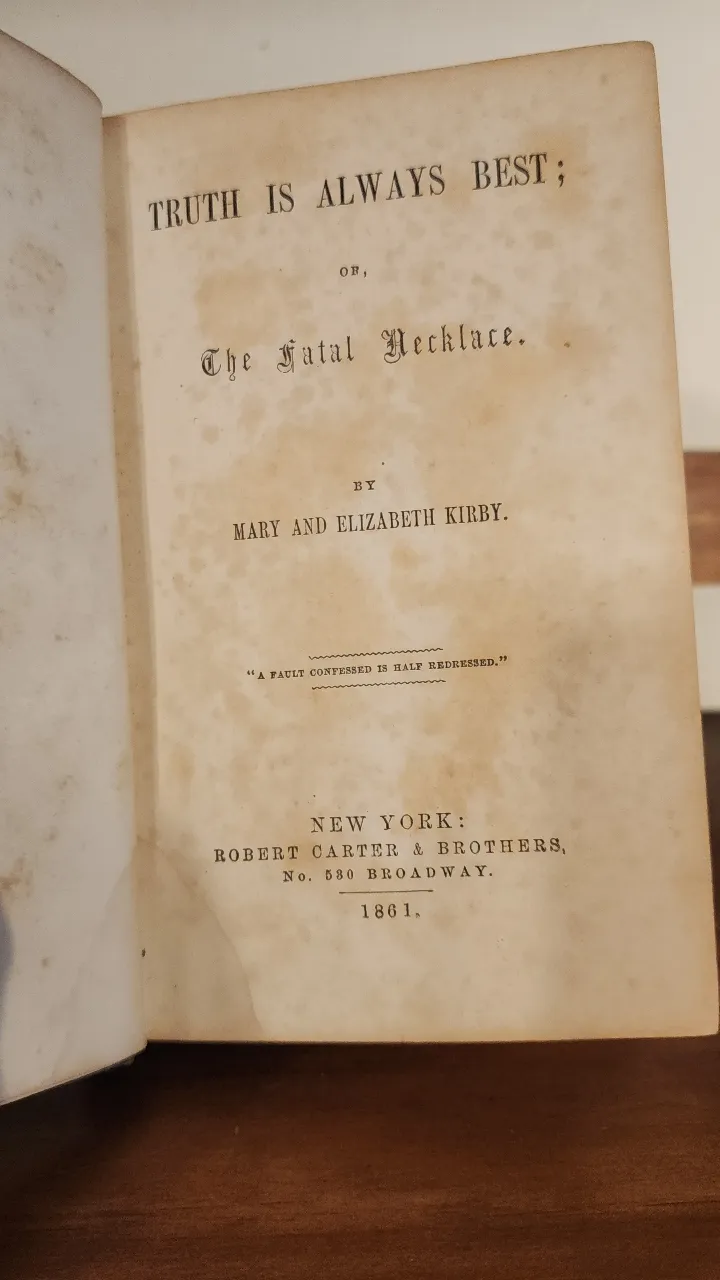 TRUTH IS ALWAYS BEST;
OR,
The Fatal Necklace.
BY
MARY AND ELIZABETH KIRBY.
"A FAULT CONFESSED IS HALF REDRESSED."
NEW YORK:
ROBERT CARTER & BROTHERS,
No. 530 BROADWAY.
1861.